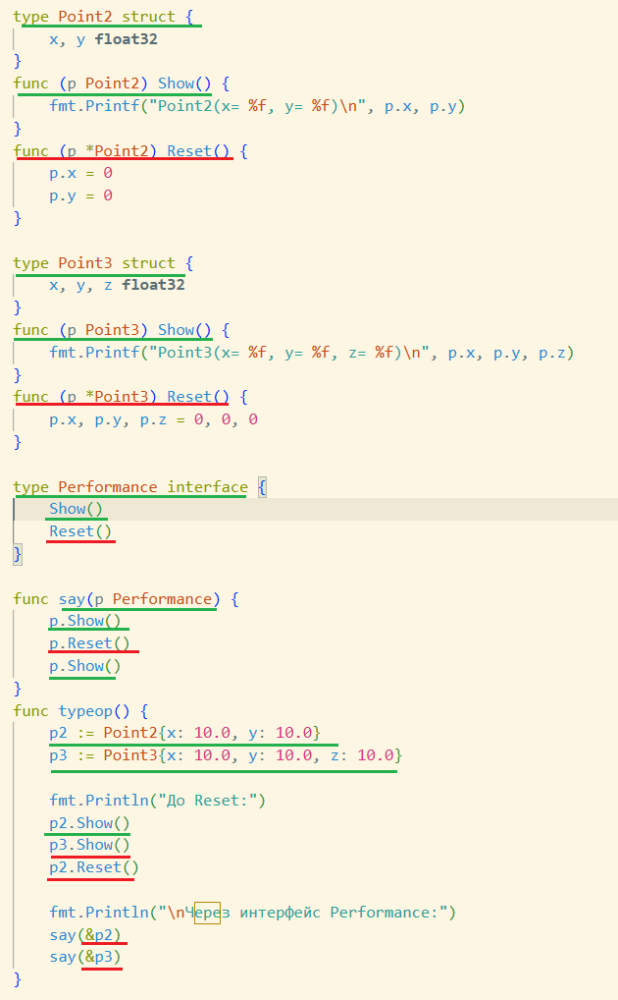 type Point2 struct {
    x, y float32
}
func (p Point2) Show() {
    fmt.Printf("Point2(x= %f, y= %f)\n", p.x, p.y)
}
func (p *Point2) Reset() {
    p.x = 0
    p.y = 0
}

type Point3 struct {
    x, y, z float32
}
func (p Point3) Show() {
    fmt.Printf("Point3(x= %f, y= %f, z= %f)\n", p.x, p.y, p.z)
}
func (p *Point3) Reset() {
    p.x, p.y, p.z = 0, 0, 0
}

type Performance interface {
    Show()
    Reset()
}

func say(p Performance) {
    p.Show()
    p.Reset()
    p.Show()
}
func typeop() {
    p2 := Point2{x: 10.0, y: 10.0}
    p3 := Point3{x: 10.0, y: 10.0, z: 10.0}

    fmt.Println("До Reset:")
    p2.Show()
    p3.Show()
    p2.Reset()

    fmt.Println("\nЧерез интерфейс Performance:")
    say(&p2)
    say(&p3)
}